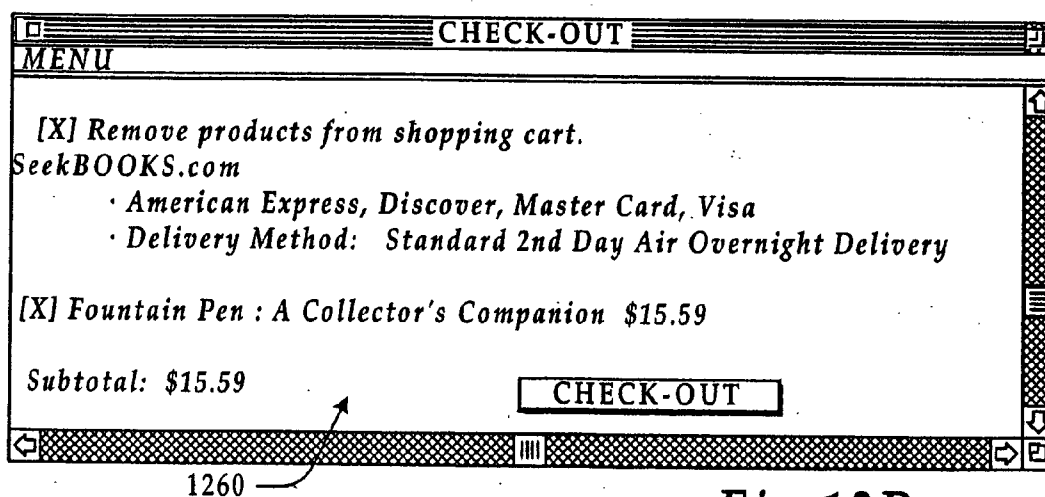 CHECK-OUT
MENU
[X] Remove products from shopping cart.
SeekBOOKS.com
· American Express, Discover, Master Card, Visa
· Delivery Method: Standard 2nd Day Air Overnight Delivery
[X] Fountain Pen : A Collector's Companion $15.59
Subtotal: $15.59
CHECK-OUT
1260